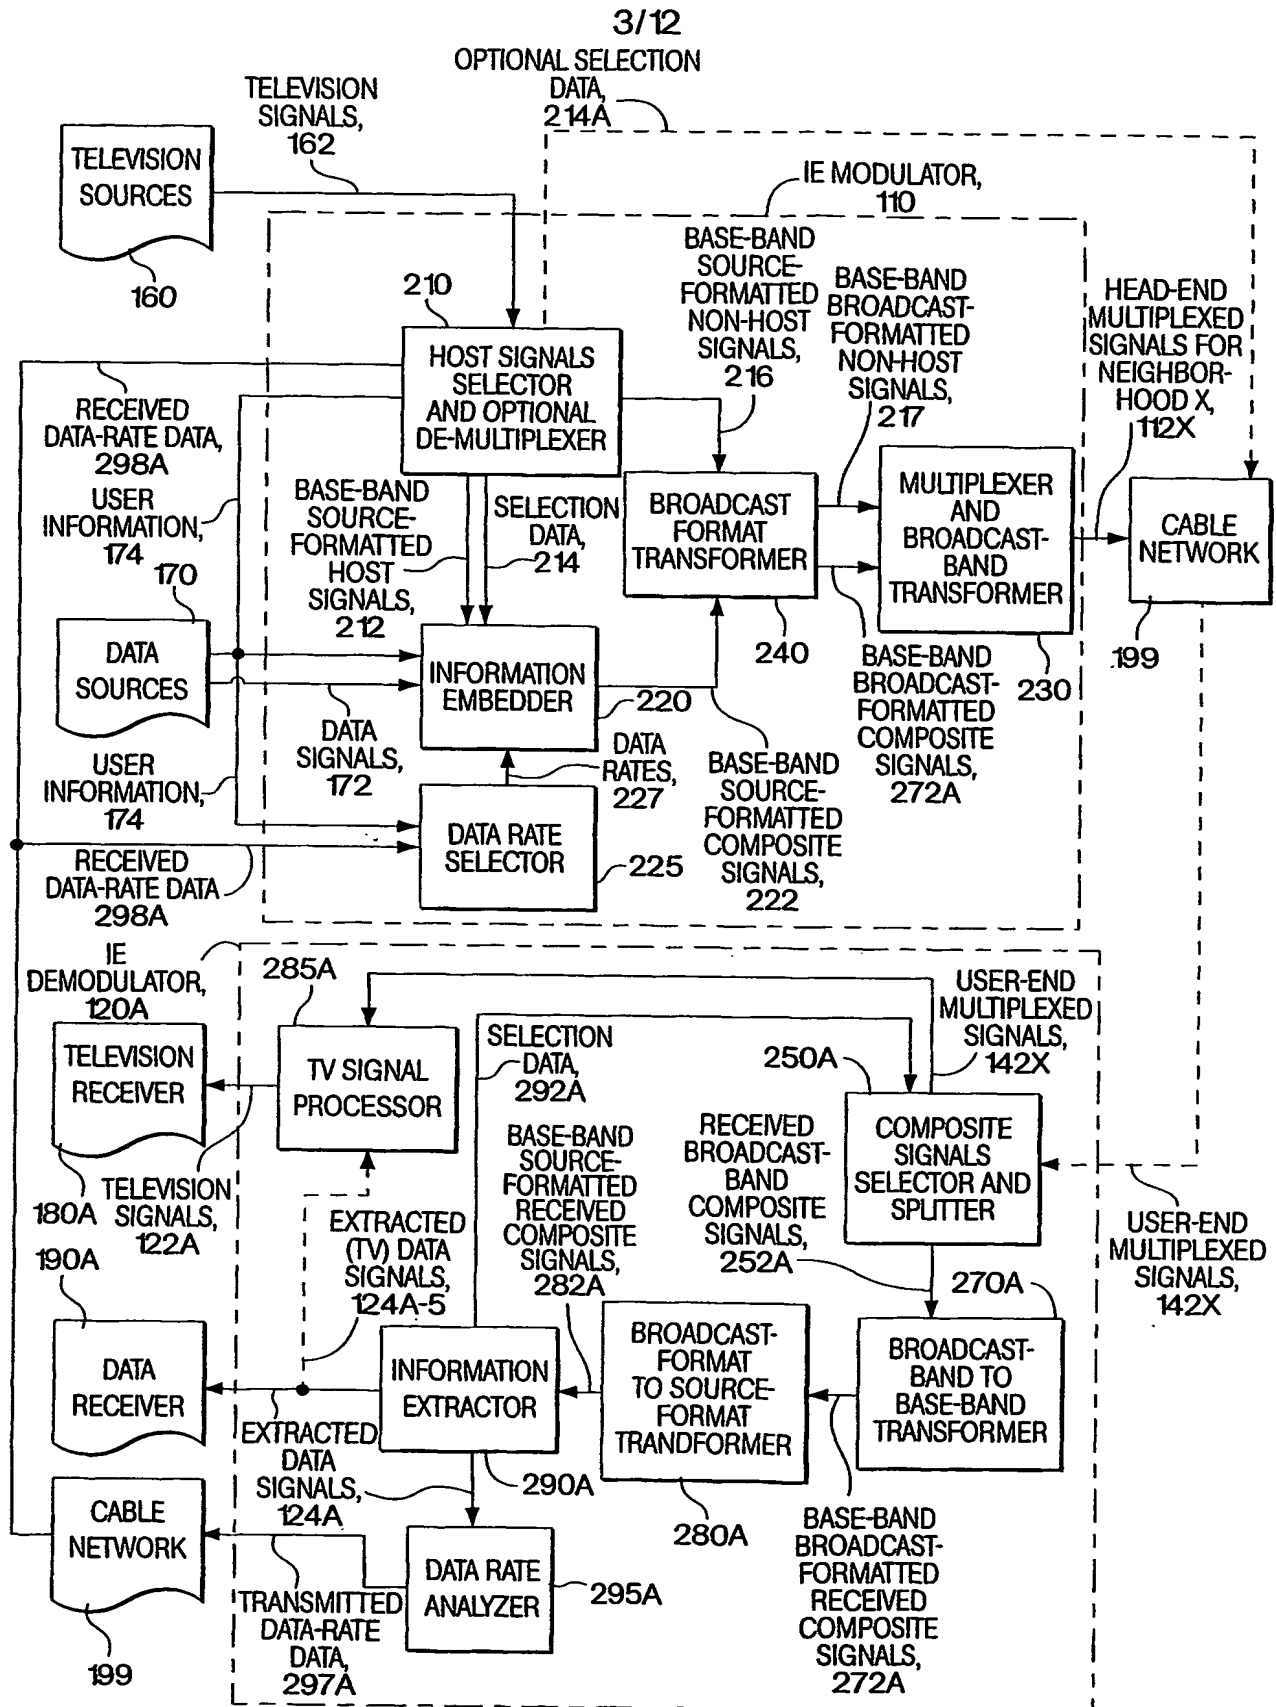 3/12
OPTIONAL SELECTION
DATA,
214A
TELEVISION
SIGNALS,
162
TELEVISION
SOURCES
160
IE MODULATOR,
110
210
HOST SIGNALS
SELECTOR
AND OPTIONAL
DE-MULTIPLEXER
BASE-BAND
SOURCE-
FORMATTED
NON-HOST
SIGNALS,
216
BASE-BAND
BROADCAST-
FORMATTED
NON-HOST
SIGNALS,
217
HEAD-END
MULTIPLEXED
SIGNALS FOR
NEIGHBOR-
HOOD X,
112X
RECEIVED
DATA-RATE DATA,
298A
USER
INFORMATION,
174
170
DATA
SOURCES
BASE-BAND
SOURCE-
FORMATTED
HOST
SIGNALS,
212
SELECTION
DATA,
214
BROADCAST
FORMAT
TRANSFORMER
240
MULTIPLEXER
AND
BROADCAST-
BAND
TRANSFORMER
230
CABLE
NETWORK
199
INFORMATION
EMBEDDER
220
DATA
SIGNALS,
172
DATA
RATES,
227
BASE-BAND
SOURCE-
FORMATTED
COMPOSITE
SIGNALS,
222
BASE-BAND
BROADCAST-
FORMATTED
COMPOSITE
SIGNALS,
272A
USER
INFORMATION,
174
DATA RATE
SELECTOR
225
RECEIVED
DATA-RATE DATA
298A
IE
DEMODULATOR,
120A
285A
TV SIGNAL
PROCESSOR
TELEVISION
RECEIVER
180A
TELEVISION
SIGNALS,
122A
SELECTION
DATA,
292A
USER-END
MULTIPLEXED
SIGNALS,
142X
250A
COMPOSITE
SIGNALS
SELECTOR AND
SPLITTER
RECEIVED
BROADCAST-
BAND
COMPOSITE
SIGNALS,
252A
USER-END
MULTIPLEXED
SIGNALS,
142X
BASE-BAND
SOURCE-
FORMATTED
RECEIVED
COMPOSITE
SIGNALS,
282A
EXTRACTED
(TV) DATA
SIGNALS,
124A-5
190A
DATA
RECEIVER
INFORMATION
EXTRACTOR
290A
BROADCAST-
FORMAT
TO SOURCE-
FORMAT
TRANDFORMER
280A
270A
BROADCAST-
BAND TO
BASE-BAND
TRANSFORMER
EXTRACTED
DATA
SIGNALS,
124A
BASE-BAND
BROADCAST-
FORMATTED
RECEIVED
COMPOSITE
SIGNALS,
272A
CABLE
NETWORK
199
DATA RATE
ANALYZER
295A
TRANSMITTED
DATA-RATE
DATA,
297A